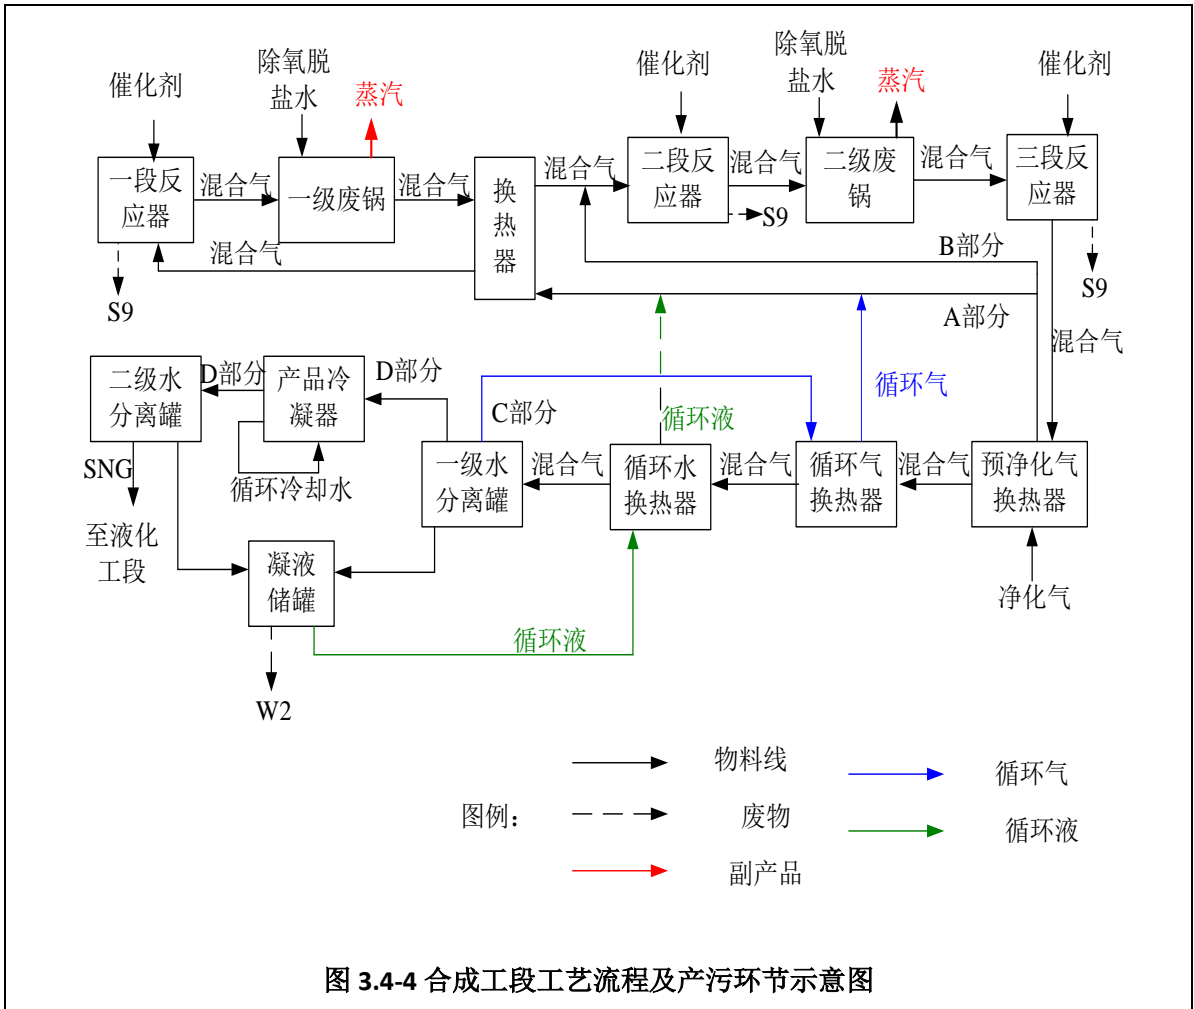 催化剂
除氧脱
盐水
蒸汽
催化剂
除氧脱
盐水
蒸汽
催化剂
一段反
应器
混合气
一级废锅
混合气
换
热
器
混合气
二段反
应器
混合气
二级废
锅
混合气
三段反
应器
S9
混合气
S9
B部分
S9
A部分
混合气
二级水
分离罐
D部分
产品冷
凝器
D部分
C部分
循环液
循环气
SNG
循环冷却水
一级水
分离罐
混合气
循环水
换热器
混合气
循环气
换热器
混合气
预净化气
换热器
至液化
工段
凝液
储罐
净化气
循环液
W2
图例：
物料线
循环气
废物
循环液
副产品
图 3.4-4 合成工段工艺流程及产污环节示意图